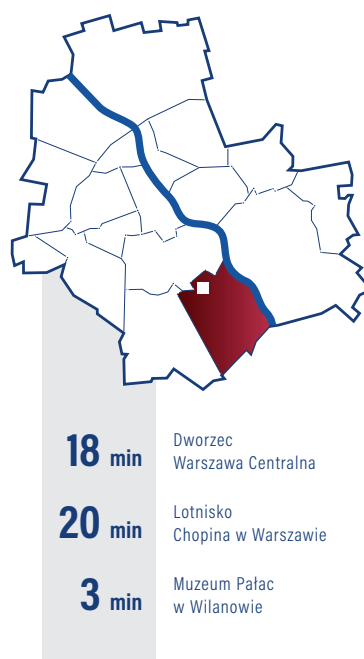 18 min
Dworzec
Warszawa Centralna
20 min
Lotnisko
Chopina w Warszawie
3 min
Muzeum Pałac
w Wilanowie